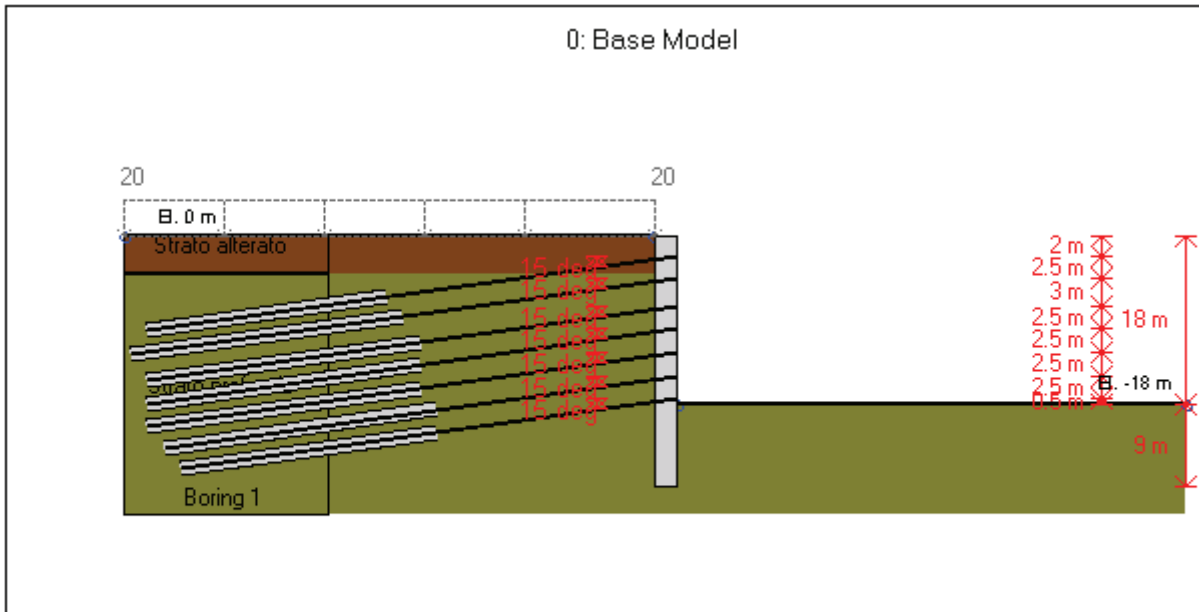 0: Base Model
20
20
El. 0 m
Strato alterato
2 m
2.5 m
3 m
2.5 m
2.5 m
2.5 m
2.5 m
0.5 m
18 m
El. -18 m
9 m
15 deg
15 deg
15 deg
15 deg
15 deg
15 deg
15 deg
Strato
Boring 1